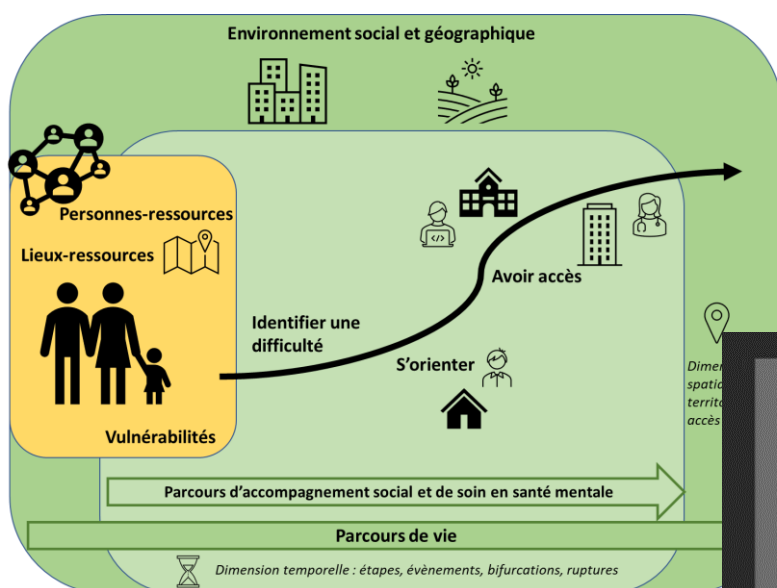 Environnement social et géographique
Personnes-ressources
Lieux-ressources
Avoir accès
Identifier une
difficulté
S'orienter
Vulnérabilités
accès
Parcours d'accompagnement social et de soin en santé mentale
Parcours de vie
Dimension temporelle : étapes, évènements, bifurcations, ruptures